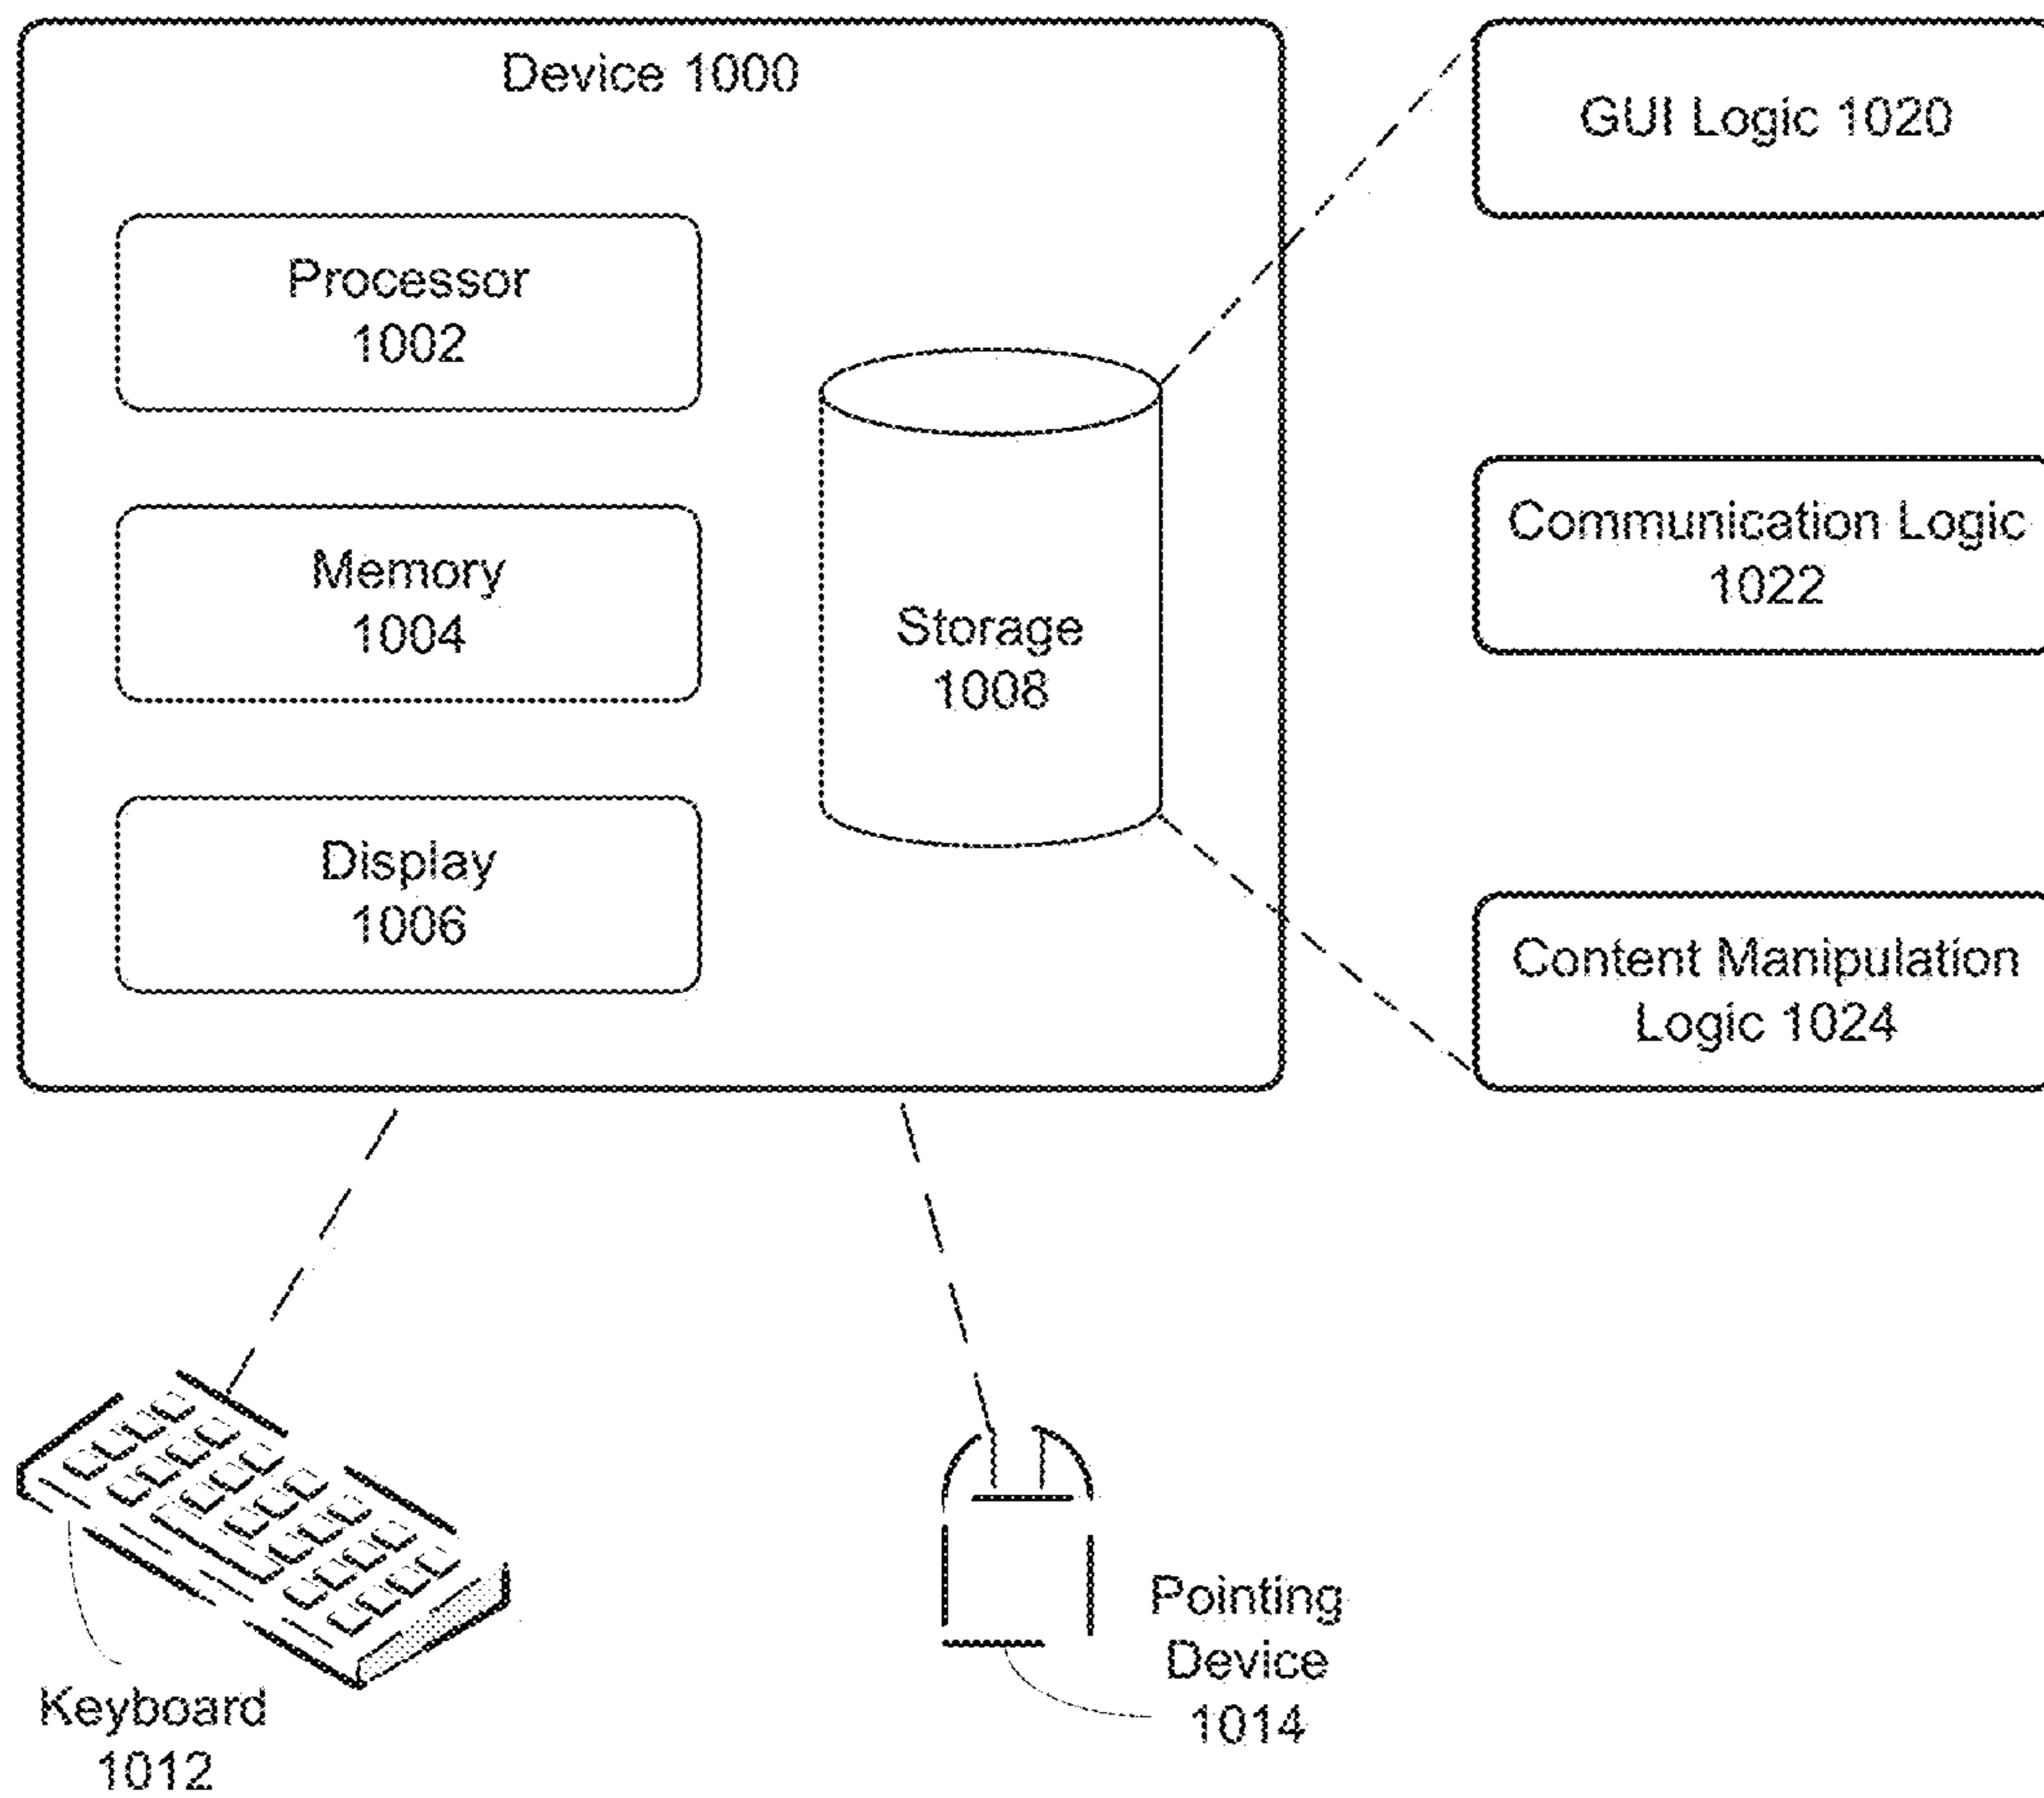 Device 1000
Processor
1002
Memory
1004
Display
1006
Storage
1008
GUI Logic 1020
Communication Logic
1022
Content Manipulation
Logic 1024
Keyboard
1012
Pointing
Device
1014